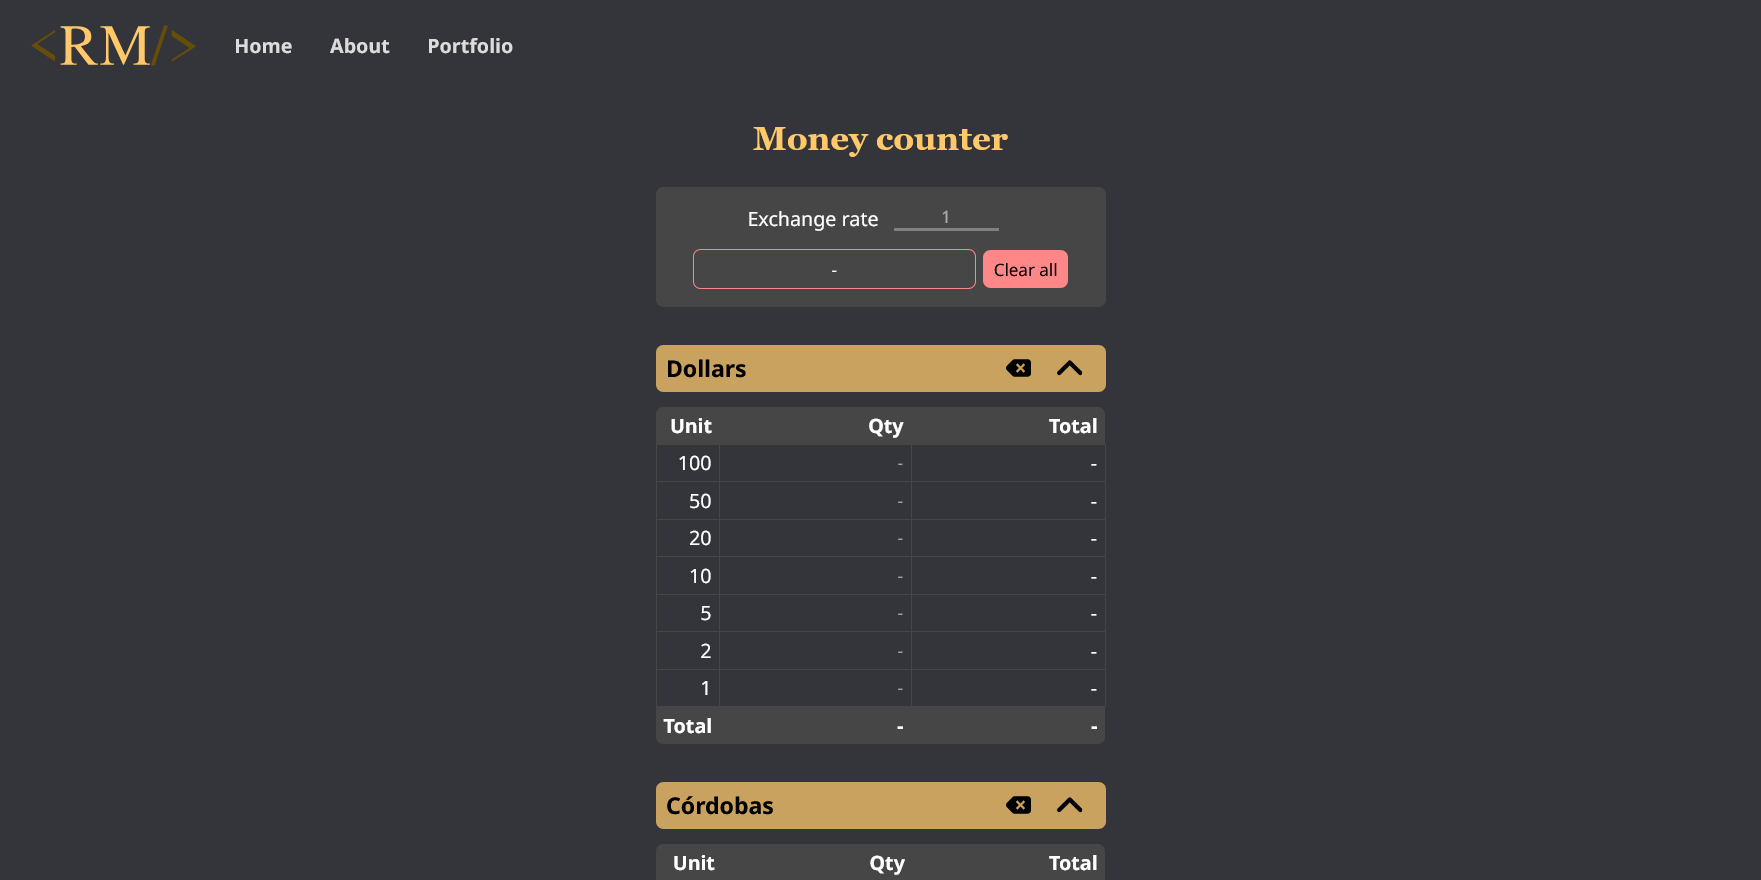 <RM/> Home About Portfolio
Money counter
Exchange rate 1
- Clear all
Dollars
Unit Qty Total
100 - -
50 - -
20 - -
10 - -
5 - -
2 - -
1 - -
Total - -
Córdobas
Unit Qty Total